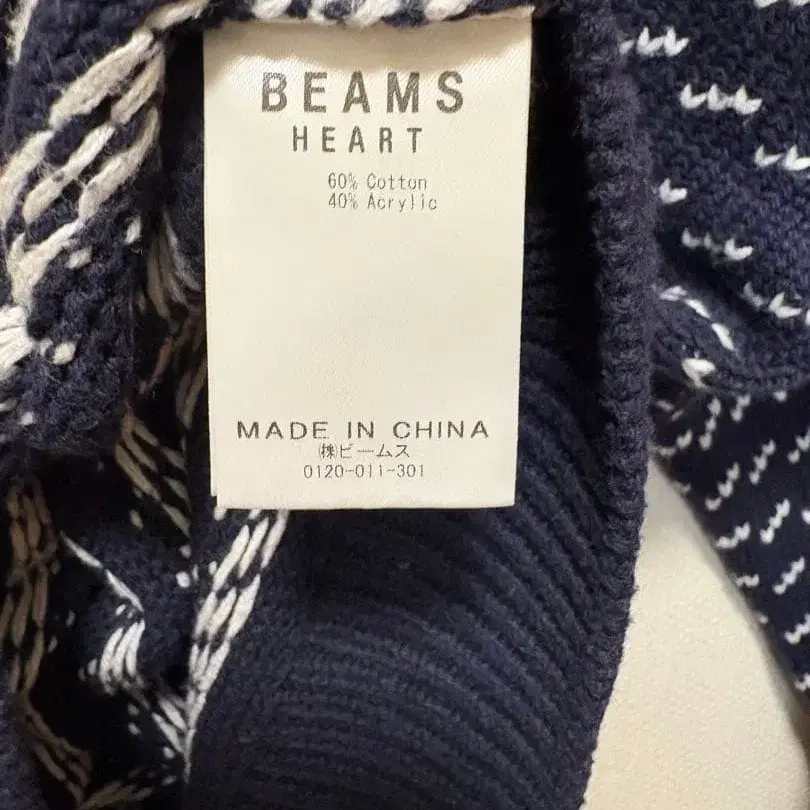 BEAMS
HEART
60% Cotton
40% Acrylic
MADE IN CHINA
㈱ビームス
0120-011-301